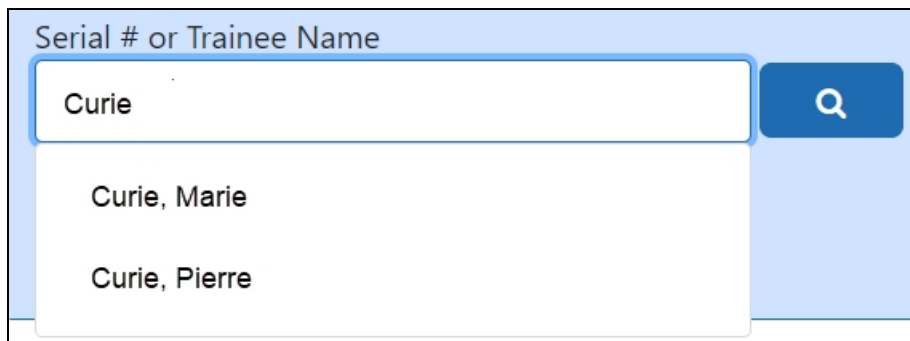 Serial # or Trainee Name
Curie
Curie, Marie
Curie, Pierre